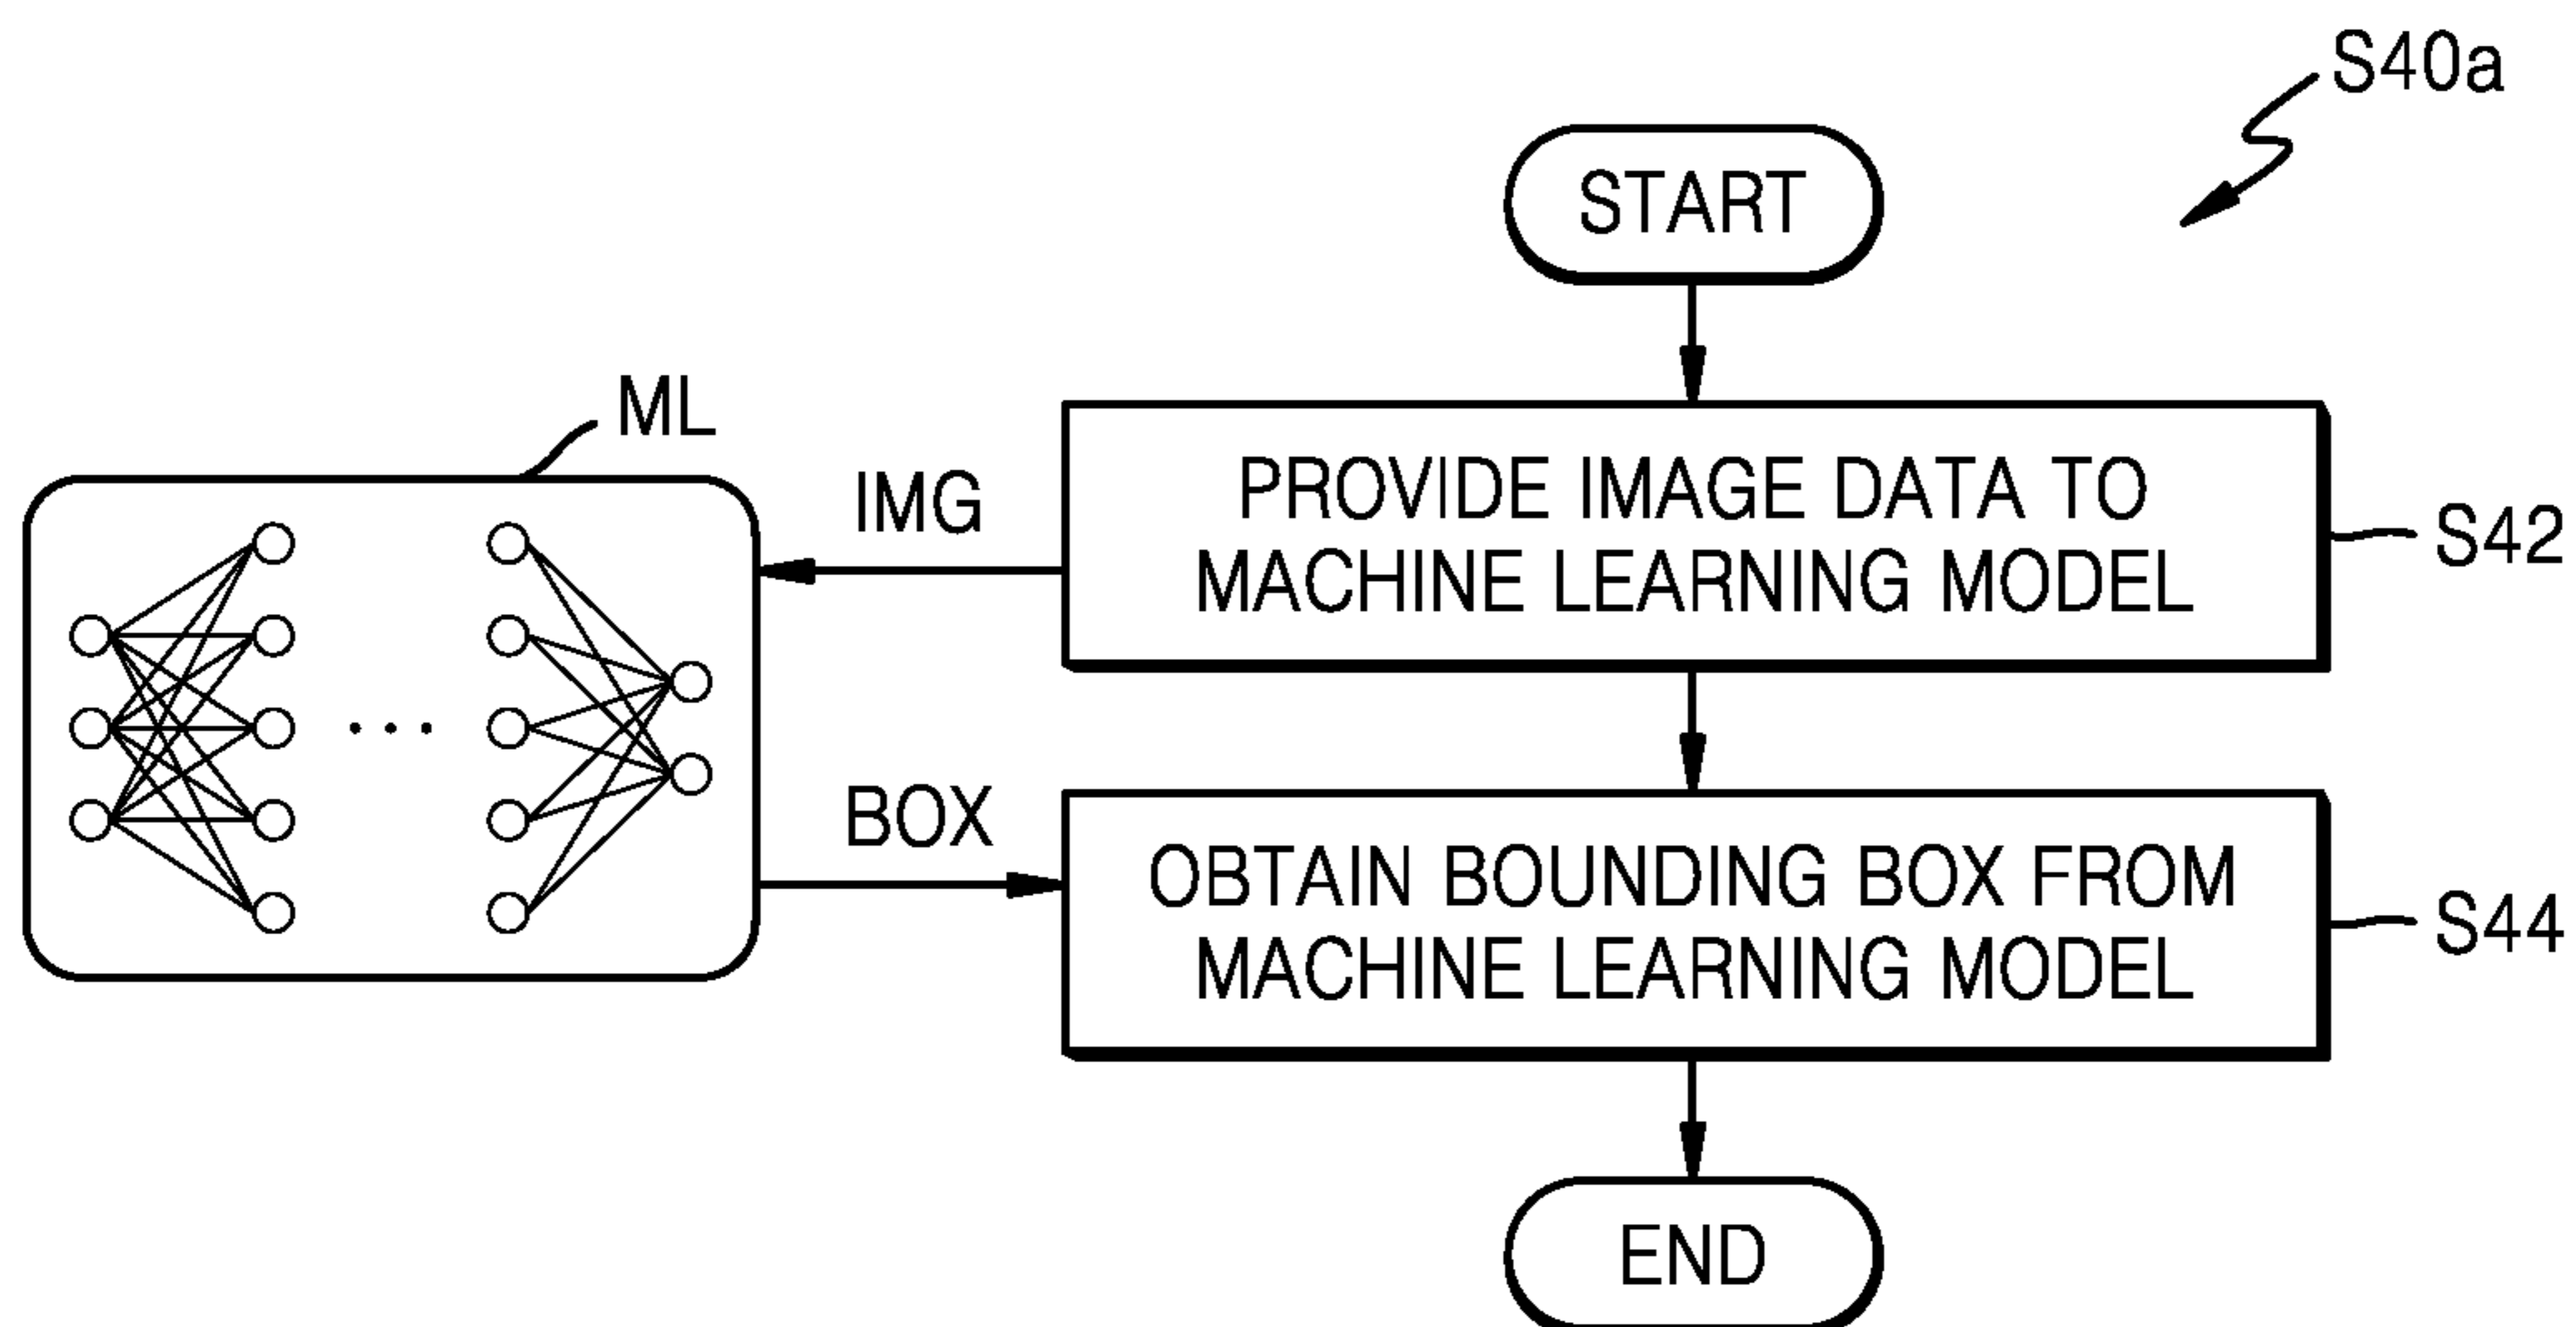 S40a
START
ML
IMG
PROVIDE IMAGE DATA TO
MACHINE LEARNING MODEL
S42
BOX
OBTAIN BOUNDING BOX FROM
MACHINE LEARNING MODEL
S44
END